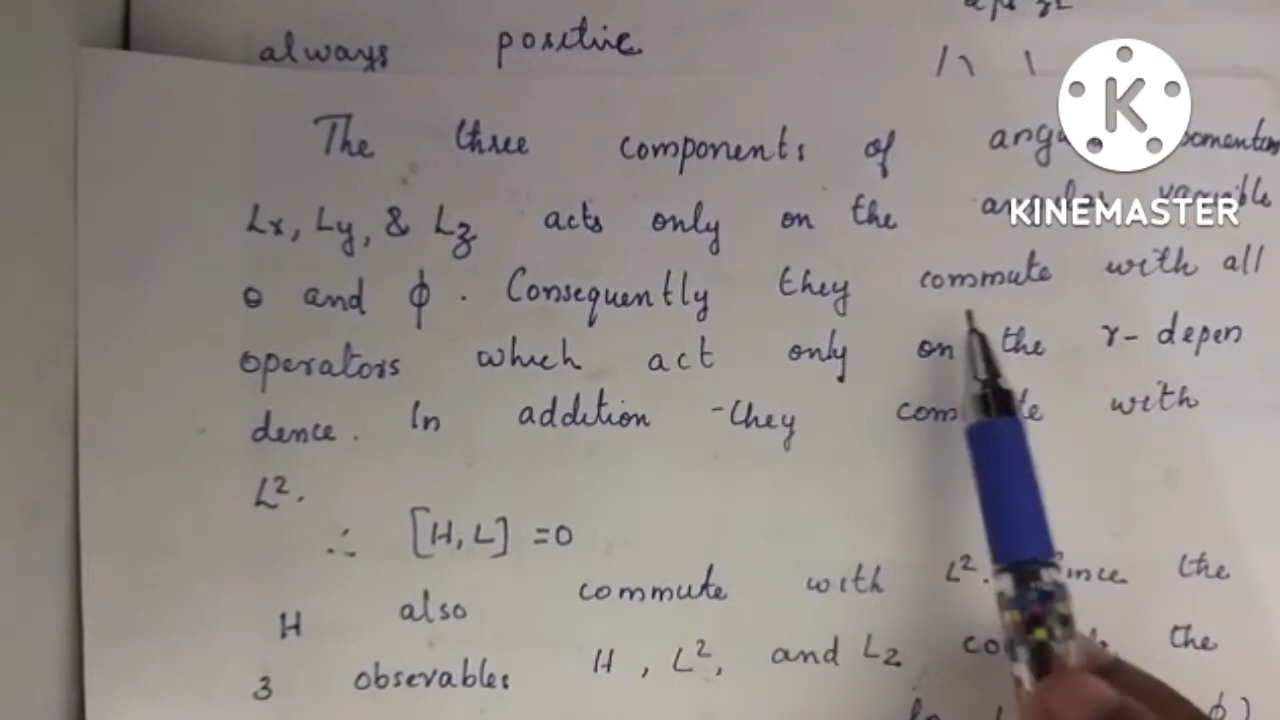 always positive
The three components of
Lx, Ly, & Lz acts only on the variable
θ and ϕ. Consequently they commute with all
operators which act only on the r- depen
dence. In addition they with
L².
∴ [H, L] = 0
H also commute with L². the
3 observables H, L², and Lz the
KINEMASTER